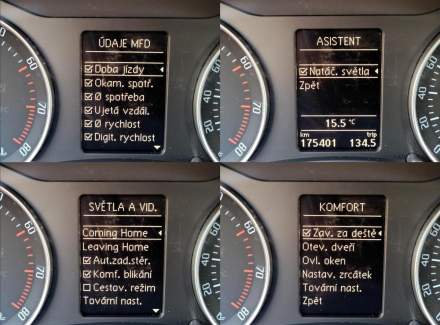 ÚDAJE MFD
Doba jízdy
Okam. spotř.
Ø spotřeba
Ujetá vzdál.
Ø rychlost
Digit. rychlost
ASISTENT
Natáč. světla
Zpět
15.5 °C
km trip
175401 134.5
SVĚTLA A VID.
Coming Home
Leaving Home
Aut.zad.stěr.
Komf. blikání
Cestov. režim
Tovární nast.
KOMFORT
Zav. za deště
Otev. dveří
Ovl. oken
Nastav. zrcátek
Tovární nast.
Zpět